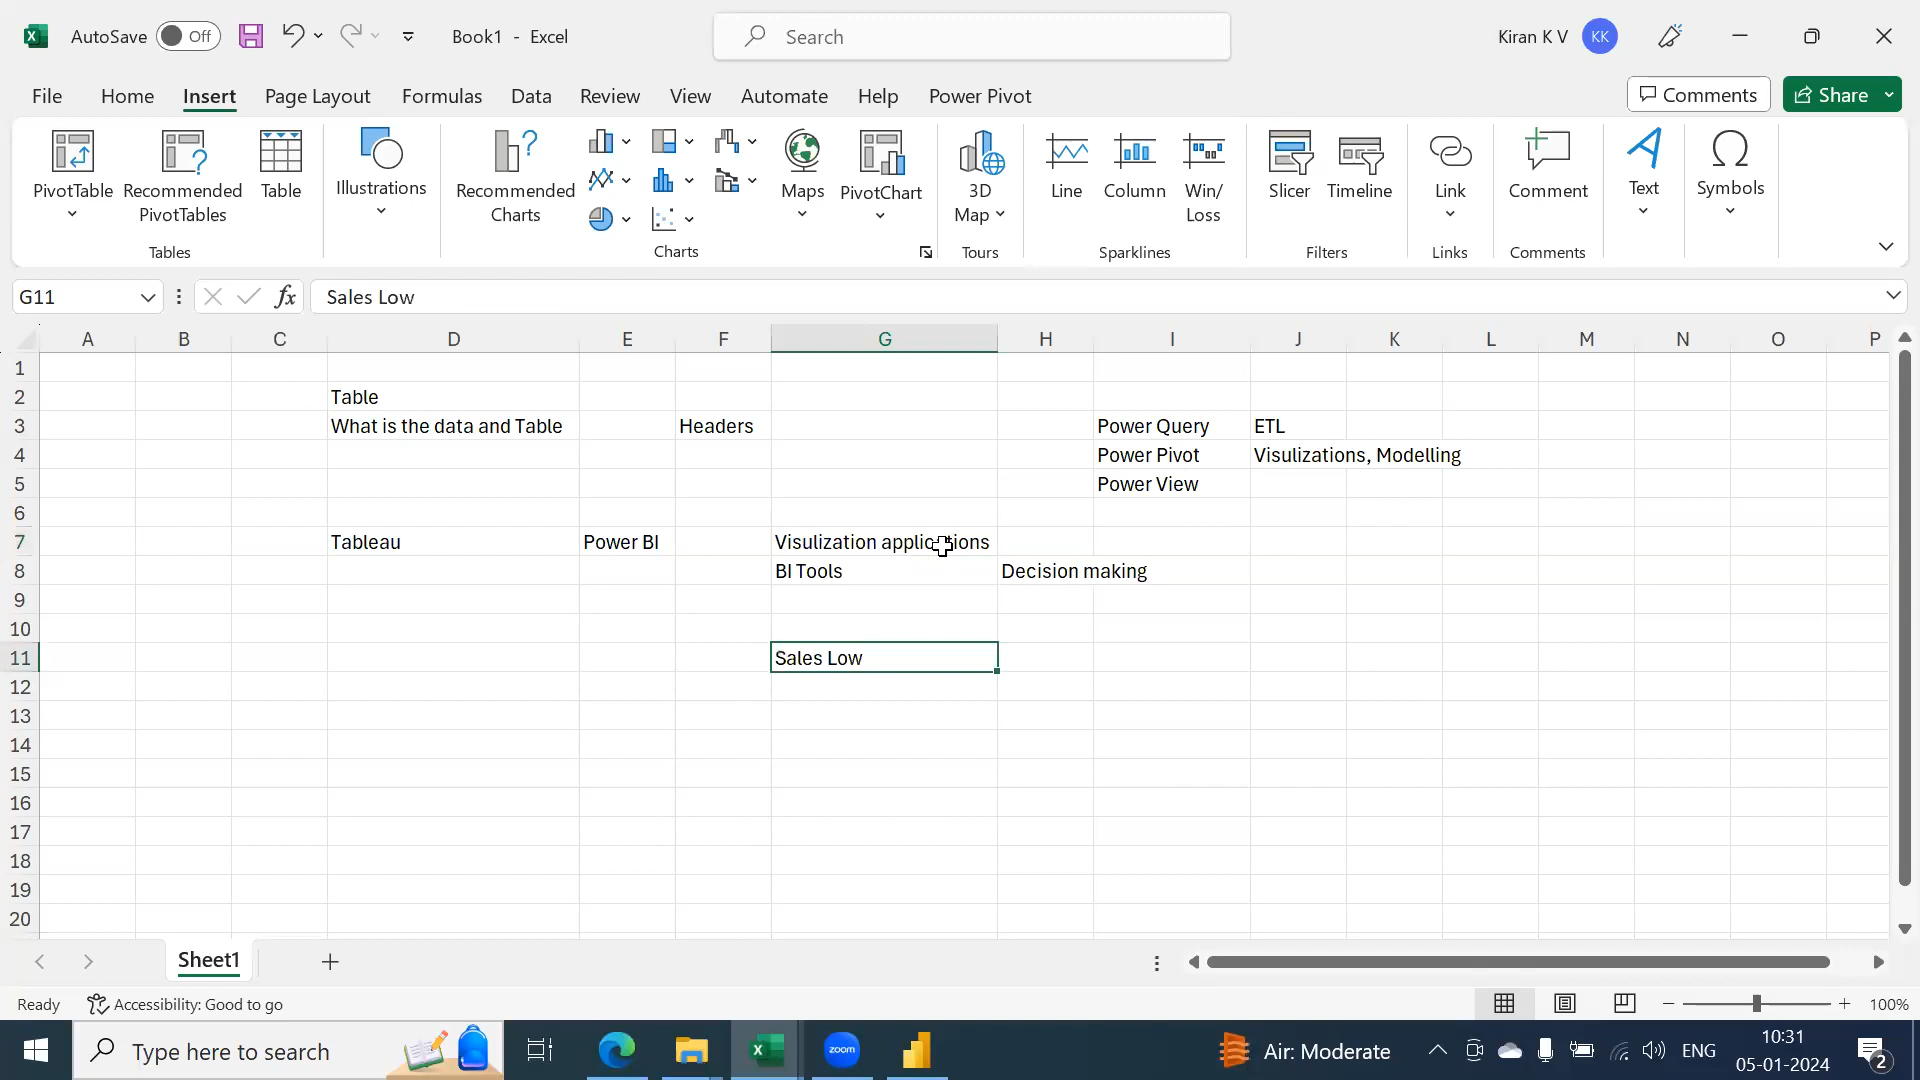 AutoSave Off Book1 - Excel Search Kiran K V KK
File Home Insert Page Layout Formulas Data Review View Automate Help Power Pivot Comments Share
PivotTable Recommended PivotTables Table Illustrations Recommended Charts Maps PivotChart 3D Map Line Column Win/Loss Slicer Timeline Link Comment Text Symbols
Tables Charts Tours Sparklines Filters Links Comments
G11 fx Sales Low
A B C D E F G H I J K L M N O P
1
2 Table
3 What is the data and Table Headers Power Query ETL
4 Power Pivot Visulizations, Modelling
5 Power View
6
7 Tableau Power BI Visulization applications
8 BI Tools Decision making
9
10
11 Sales Low
12
13
14
15
16
17
18
19
20
Sheet1
Ready Accessibility: Good to go 100%
Type here to search zoom Air: Moderate ENG 10:31
05-01-2024 2